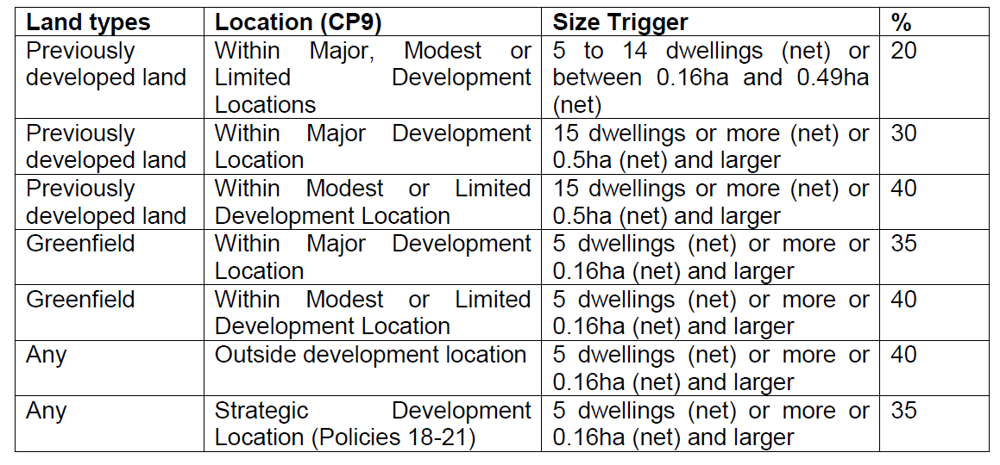 Land types Location (CP9) Size Trigger %
Previously developed land
Within Major, Modest or Limited Development Locations
5 to 14 dwellings (net) or between 0.16ha and 0.49ha (net)
20
Previously developed land
Within Major Development Location
15 dwellings or more (net) or 0.5ha (net) and larger
30
Previously developed land
Within Modest or Limited Development Location
15 dwellings or more (net) or 0.5ha (net) and larger
40
Greenfield
Within Major Development Location
5 dwellings (net) or more or 0.16ha (net) and larger
35
Greenfield
Within Modest or Limited Development Location
5 dwellings (net) or more or 0.16ha (net) and larger
40
Any
Outside development location
5 dwellings (net) or more or 0.16ha (net) and larger
40
Any
Strategic Development Location (Policies 18-21)
5 dwellings (net) or more or 0.16ha (net) and larger
35